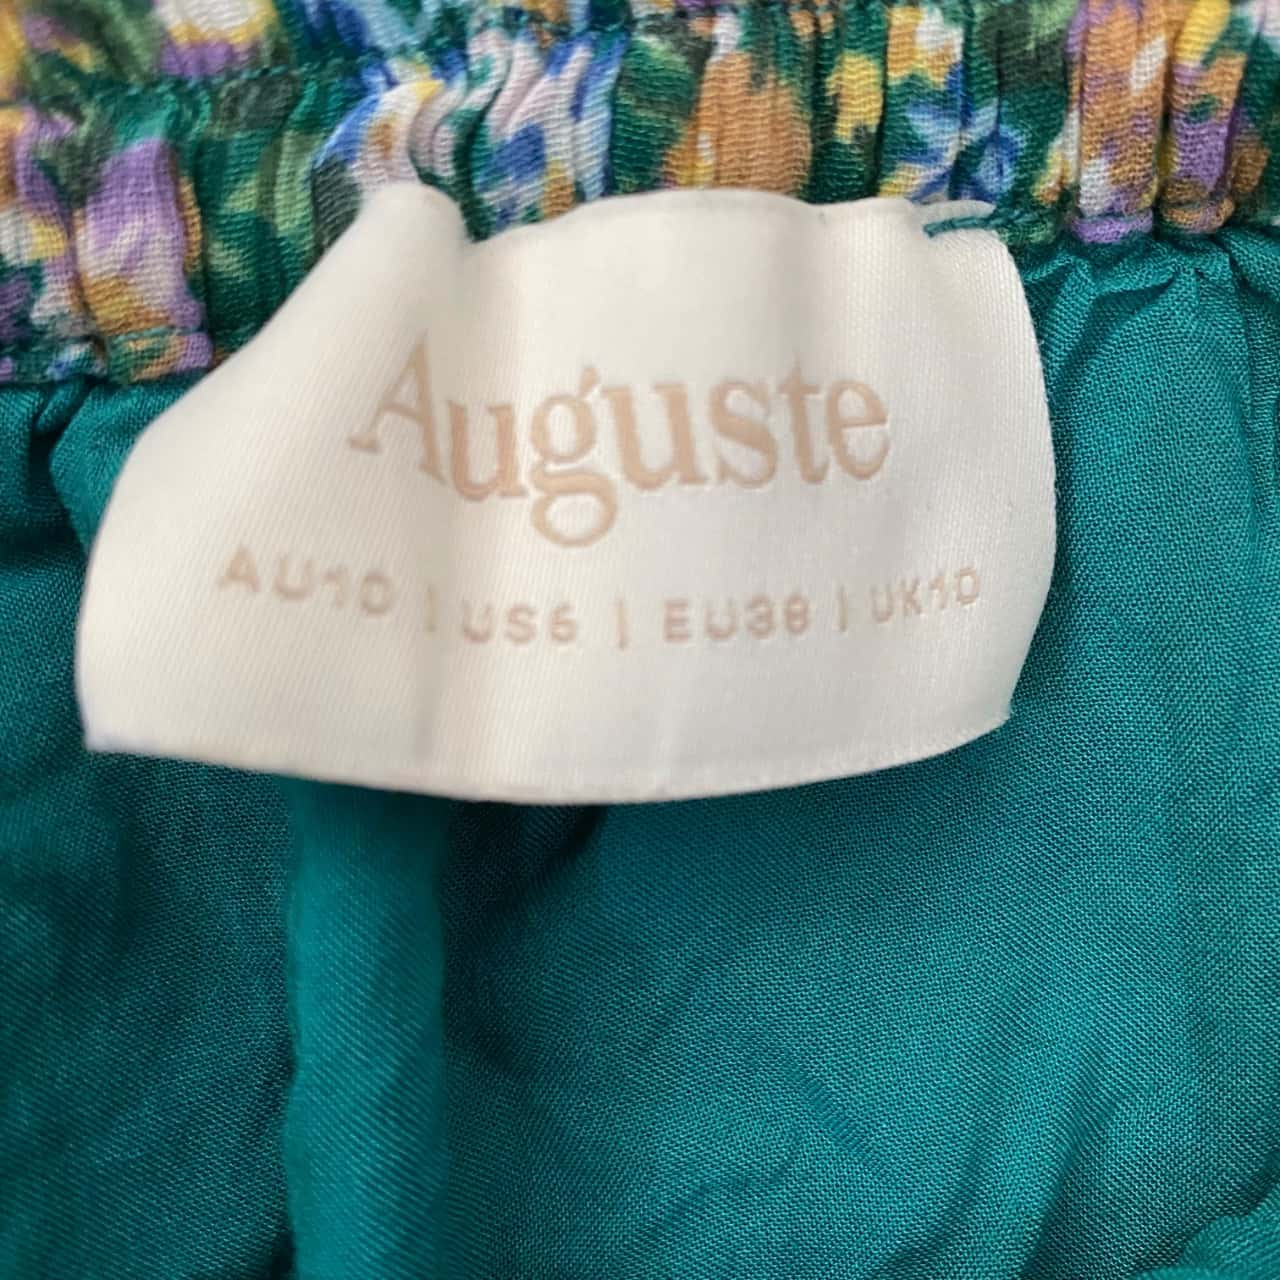 Auguste
AU10 | US6 | EU38 | UK10